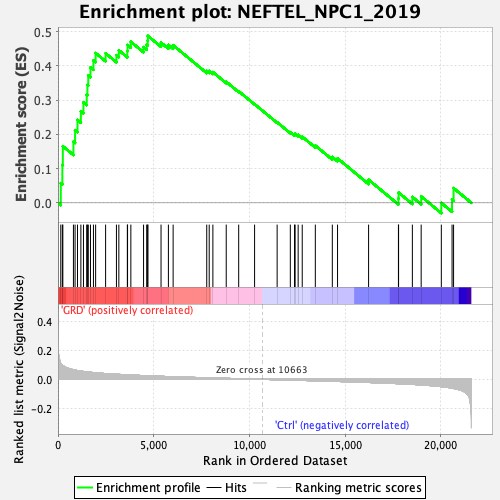 Enrichment plot: NEFTEL_NPC1_2019
Enrichment score (ES)
0.5
0.4
0.3
0.2
0.1
0.0
'GRD' (positively correlated)
Ranked list metric (Signal2Noise)
0.4
0.2
0.0
-0.2
Zero cross at 10663
'Ctrl' (negatively correlated)
0 5,000 10,000 15,000 20,000
Rank in Ordered Dataset
Enrichment profile Hits Ranking metric scores